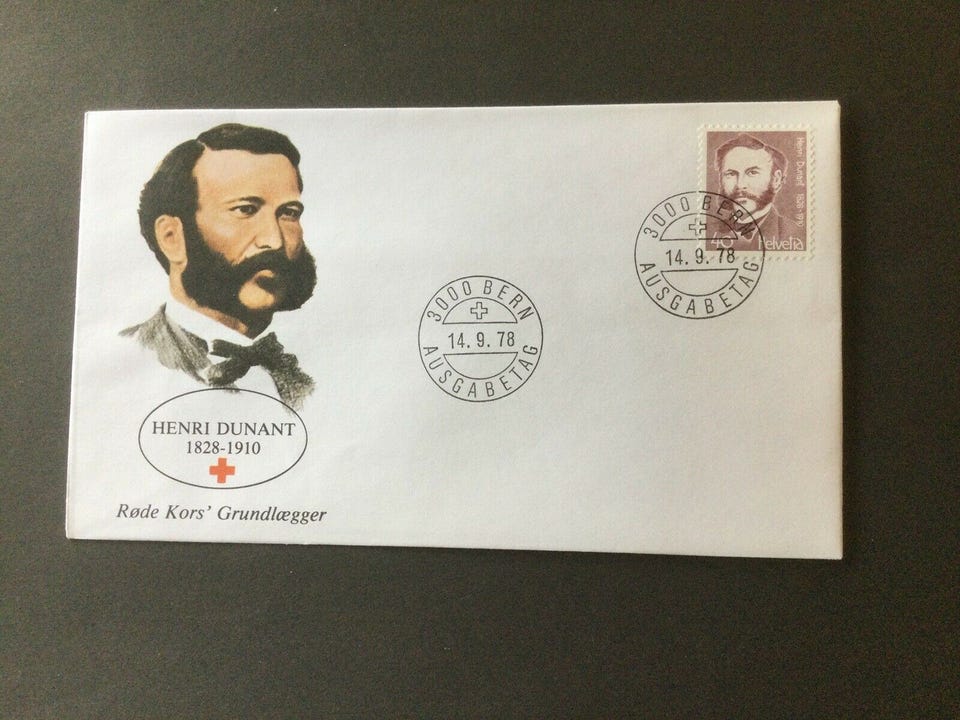 HENRI DUNANT
1828-1910
Røde Kors' Grundlægger
3000 BERN
14. 9. 78
AUSGABETAG
3000 BERN
14. 9. 78
AUSGABETAG
Henri Dunant 1828-1910
40 Helvetia